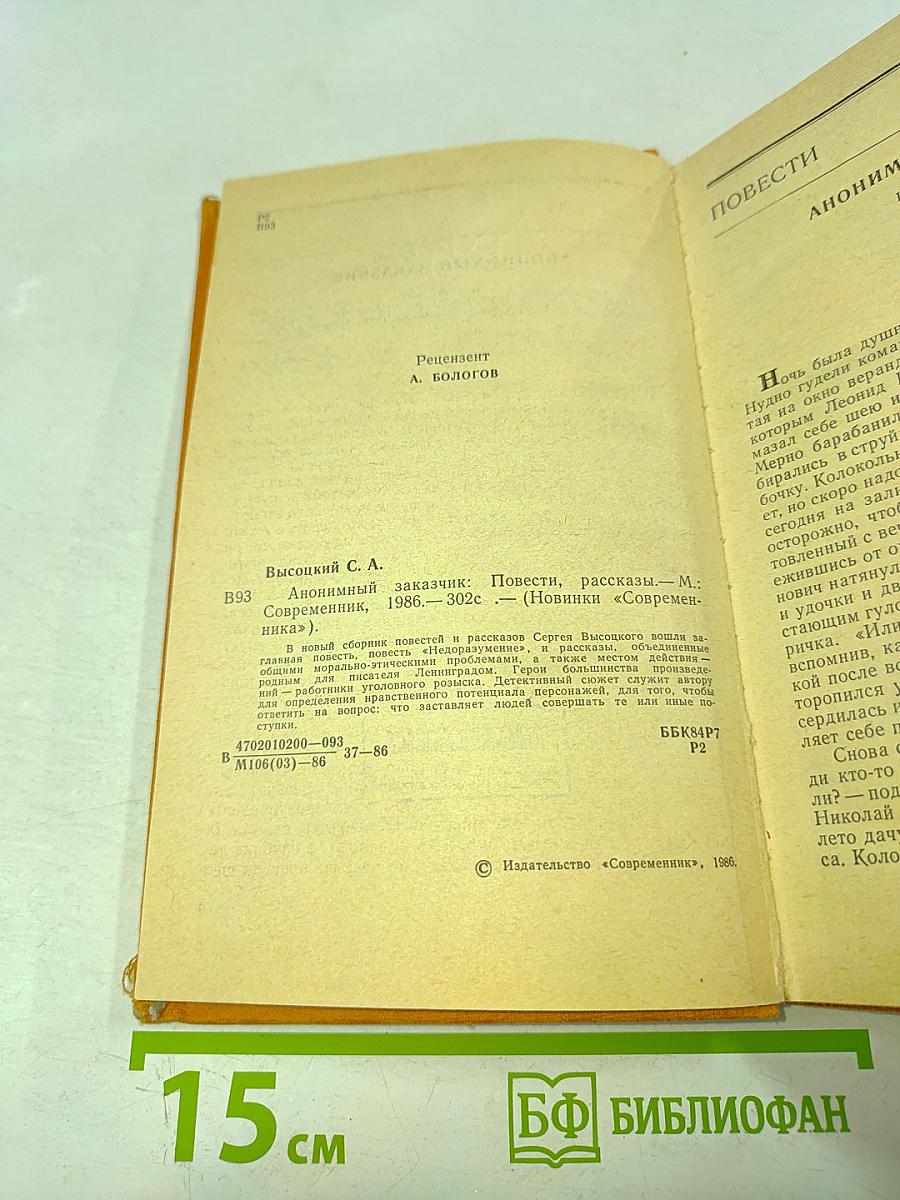 Р2
В93
Рецензент
А. БОЛОГОВ
Высоцкий С. А.
В93 Анонимный заказчик: Повести, рассказы.— М.:
Современник, 1986.— 302с .— (Новинки «Современ-
ника»).
В новый сборник повестей и рассказов Сергея Высоцкого вошли за-
главная повесть, повесть «Недоразумение», и рассказы, объединенные
общими морально-этическими проблемами, а также местом действия —
родным для писателя Ленинградом. Герои большинства произведе-
ний — работники уголовного розыска. Детективный сюжет служит автору
для определения нравственного потенциала персонажей, для того, чтобы
ответить на вопрос: что заставляет людей совершать те или иные по-
ступки.
В 4702010200—093
М106(03)—86 37—86
ББК84Р7
Р2
© Издательство «Современник», 1986.
ПОВЕСТИ
АНОНИМ
Ночь была душн
Нудно гудели кома
тая на окно веранд
которым Леонид
мазал себе шею и
Мерно барабанил
бирались в струй
бочку. Колоколь
ет, но скоро надо
сегодня на зали
осторожно, чтоб
товленный с веч
ежившись от о
нович натянул
и удочки и дв
стающим гуло
ричка. «Или
вспомнив, ка
кой после во
торопился у
сердилась и
ляет себе п
Снова с
ди кто-то
ли? — под
Николай
лето дачу
са. Коло
15 см
БФ БИБЛИОФАН